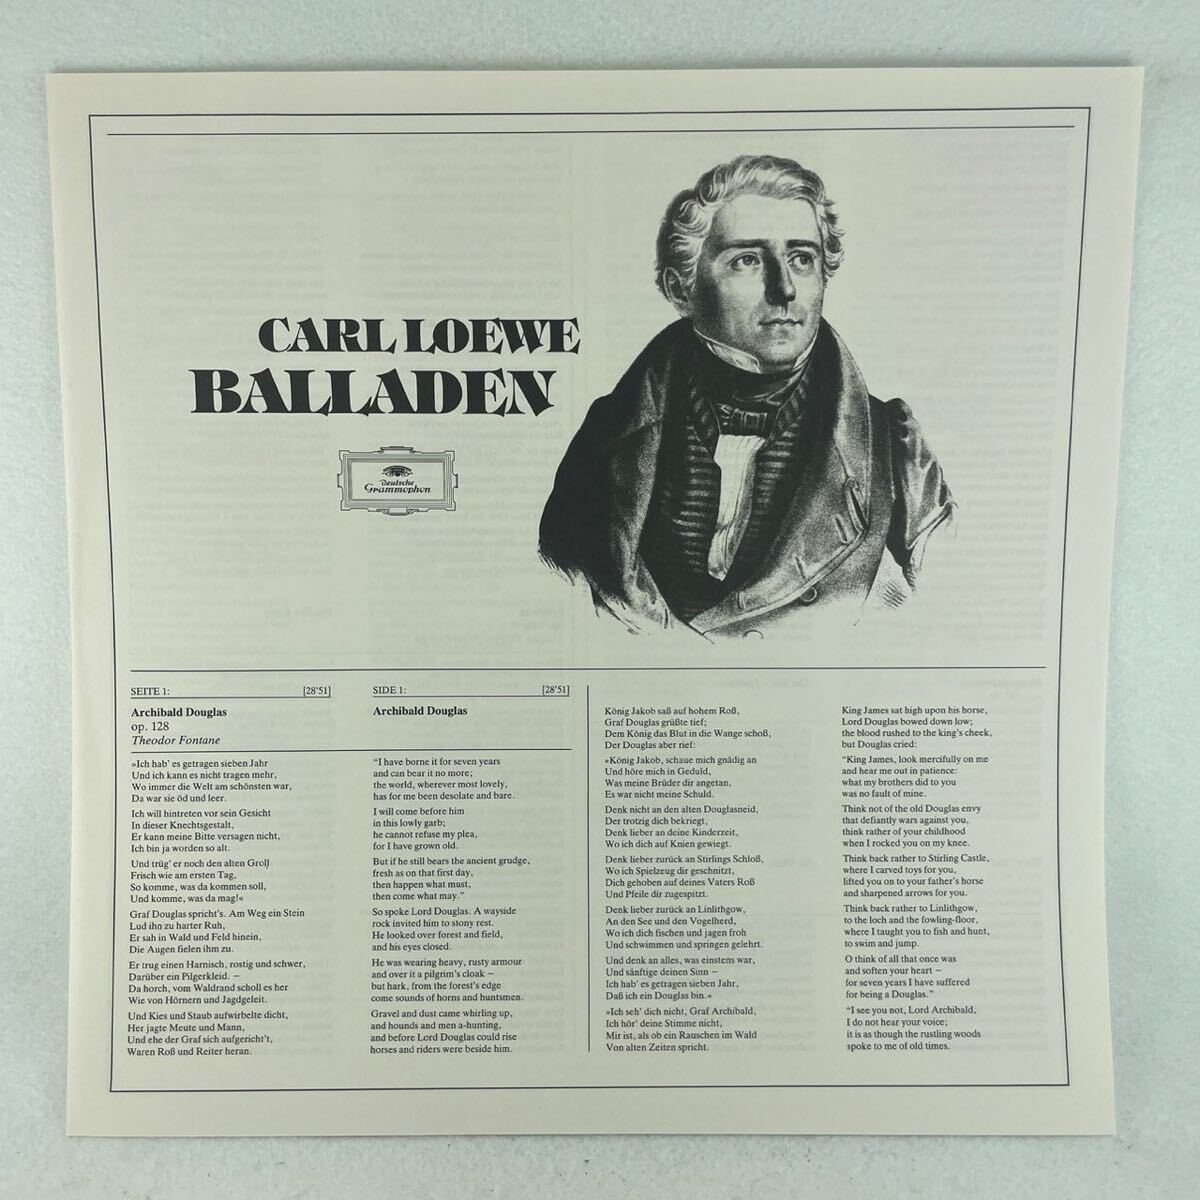 CARL LOEWE
BALLADEN
Deutsche
Grammophon
SEITE 1: [28'51]
Archibald Douglas
op. 128
Theodor Fontane
»Ich hab' es getragen sieben Jahr
Und ich kann es nicht tragen mehr,
Wo immer die Welt am schönsten war,
Da war sie öd und leer.
Ich will hintreten vor sein Gesicht
In dieser Knechtsgestalt,
Er kann meine Bitte versagen nicht,
Ich bin ja worden so alt.
Und trüg' er noch den alten Groll
Frisch wie am ersten Tag,
So komme, was da kommen soll,
Und komme, was da mag!«
Graf Douglas spricht's. Am Weg ein Stein
Lud ihn zu harter Ruh,
Er sah in Wald und Feld hinein,
Die Augen fielen ihm zu.
Er trug einen Harnisch, rostig und schwer,
Darüber ein Pilgerkleid. –
Da horch, vom Waldrand scholl es her
Wie von Hörnern und Jagdgeleit.
Und Kies und Staub aufwirbelte dicht,
Her jagte Meute und Mann,
Und ehe der Graf sich aufgericht't,
Waren Roß und Reiter heran.
SIDE 1: [28'51]
Archibald Douglas
“I have borne it for seven years
and can bear it no more;
the world, wherever most lovely,
has for me been desolate and bare.
I will come before him
in this lowly garb;
he cannot refuse my plea,
for I have grown old.
But if he still bears the ancient grudge,
fresh as on that first day,
then happen what must,
then come what may.”
So spoke Lord Douglas. A wayside
rock invited him to stony rest.
He looked over forest and field,
and his eyes closed.
He was wearing heavy, rusty armour
and over it a pilgrim's cloak –
but hark, from the forest's edge
come sounds of horns and huntsmen.
Gravel and dust came whirling up,
and hounds and men a-hunting,
and before Lord Douglas could rise
horses and riders were beside him.
König Jakob saß auf hohem Roß,
Graf Douglas grüßte tief;
Dem König das Blut in die Wange schoß,
Der Douglas aber rief:
»König Jakob, schaue mich gnädig an
Und höre mich in Geduld,
Was meine Brüder dir angetan,
Es war nicht meine Schuld.
Denk nicht an den alten Douglasneid,
Der trotzig dich bekriegt,
Denk lieber an deine Kinderzeit,
Wo ich dich auf Knien gewiegt.
Denk lieber zurück an Stirlings Schloß,
Wo ich Spielzeug dir geschnitzt,
Dich gehoben auf deines Vaters Roß
Und Pfeile dir zugespitzt.
Denk lieber zurück an Linlithgow,
An den See und den Vogelherd,
Wo ich dich fischen und jagen froh
Und schwimmen und springen gelehrt.
Und denk an alles, was einstens war,
Und sänftige deinen Sinn –
Ich hab' es getragen sieben Jahr,
Daß ich ein Douglas bin.«
»Ich seh' dich nicht, Graf Archibald,
Ich hör' deine Stimme nicht,
Mir ist, als ob ein Rauschen im Wald
Von alten Zeiten spricht.
King James sat high upon his horse,
Lord Douglas bowed down low;
the blood rushed to the king's cheek,
but Douglas cried:
“King James, look mercifully on me
and hear me out in patience:
what my brothers did to you
was no fault of mine.
Think not of the old Douglas envy
that defiantly wars against you,
think rather of your childhood
when I rocked you on my knee.
Think back rather to Stirling Castle,
where I carved toys for you,
lifted you on to your father's horse
and sharpened arrows for you.
Think back rather to Linlithgow,
to the loch and the fowling-floor,
where I taught you to fish and hunt,
to swim and jump.
O think of all that once was
and soften your heart –
for seven years I have suffered
for being a Douglas.”
“I see you not, Lord Archibald,
I do not hear your voice;
it is as though the rustling woods
spoke to me of old times.